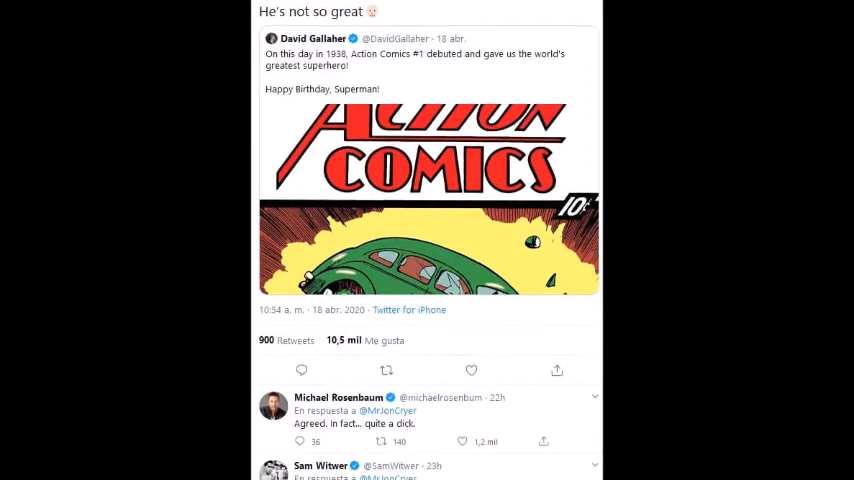 He's not so great
David Gallaher @DavidGallaher · 18 abr.
On this day in 1938, Action Comics #1 debuted and gave us the world's
greatest superhero!
Happy Birthday, Superman!
ACTION
COMICS
10¢
10:54 a. m. · 18 abr. 2020 · Twitter for iPhone
900 Retweets 10,5 mil Me gusta
Michael Rosenbaum @michaelrosenbum · 22h
En respuesta a @MrJonCryer
Agreed. In fact... quite a dick.
36 140 1,2 mil
Sam Witwer @SamWitwer · 23h
En respuesta a @MrJonCryer